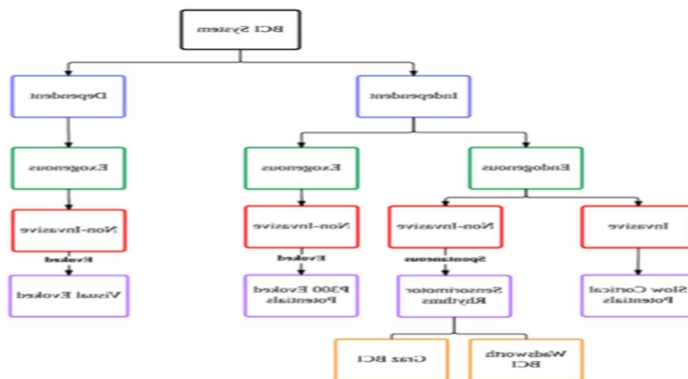 BCI System
Dependent
Independent
Exogenous
Exogenous
Endogenous
Non-Invasive
Non-Invasive
Non-Invasive
Invasive
Evoked
Evoked
Spontaneous
Visual Evoked
P300 Evoked
Potentials
Sensorimotor
Rhythms
Slow Cortical
Potentials
Graz BCI
Wadsworth
BCI